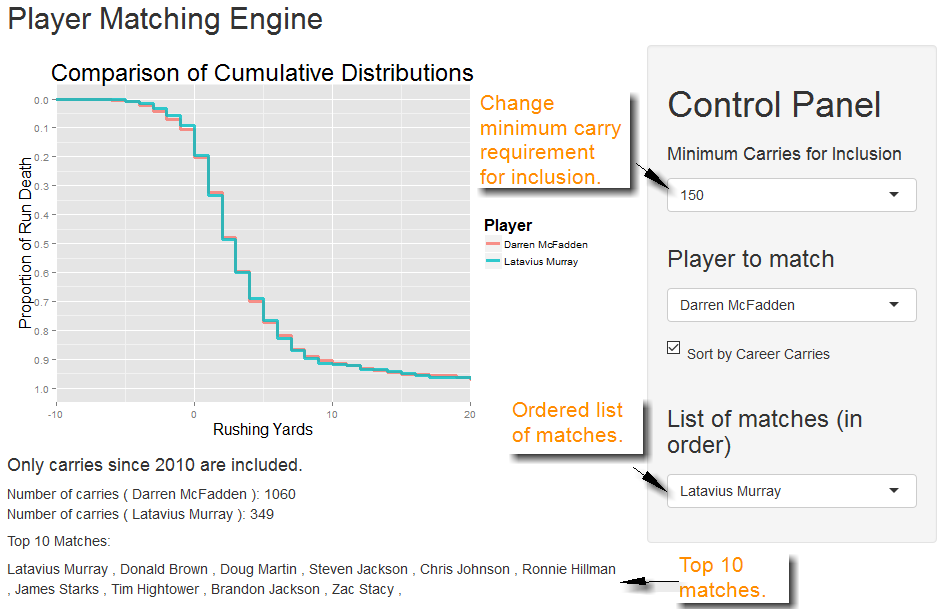 Player Matching Engine
Comparison of Cumulative Distributions
Proportion of Run Death
0.0
0.1
0.2
0.3
0.4
0.5
0.6
0.7
0.8
0.9
1.0
-10
0
10
20
Rushing Yards
Player
Darren McFadden
Latavius Murray
Change
minimum carry
requirement
for inclusion.
Control Panel
Minimum Carries for Inclusion
150
Player to match
Darren McFadden
Sort by Career Carries
Ordered list
of matches.
List of matches (in
order)
Latavius Murray
Only carries since 2010 are included.
Number of carries ( Darren McFadden ): 1060
Number of carries ( Latavius Murray ): 349
Top 10 Matches:
Latavius Murray , Donald Brown , Doug Martin , Steven Jackson , Chris Johnson , Ronnie Hillman
, James Starks , Tim Hightower , Brandon Jackson , Zac Stacy ,
Top 10
matches.